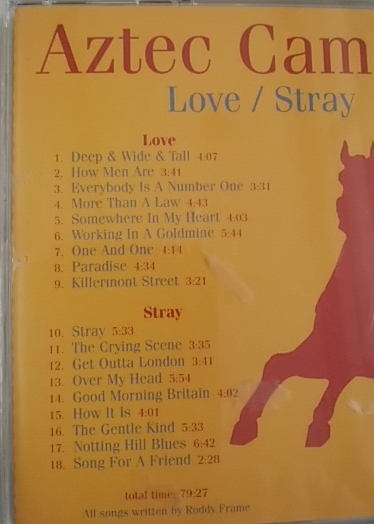 Aztec Cam
Love / Stray
Love
1. Deep & Wide & Tall 4:07
2. How Men Are 3:41
3. Everybody Is A Number One 3:31
4. More Than A Law 4:43
5. Somewhere In My Heart 4:03
6. Working In A Goldmine 5:44
7. One And One 4:14
8. Paradise 4:34
9. Killermont Street 3:21
Stray
10. Stray 5:33
11. The Crying Scene 3:35
12. Get Outta London 3:41
13. Over My Head 5:54
14. Good Morning Britain 4:02
15. How It Is 4:01
16. The Gentle Kind 5:33
17. Notting Hill Blues 6:42
18. Song For A Friend 2:28
total time: 79:27
All songs written by Roddy Frame